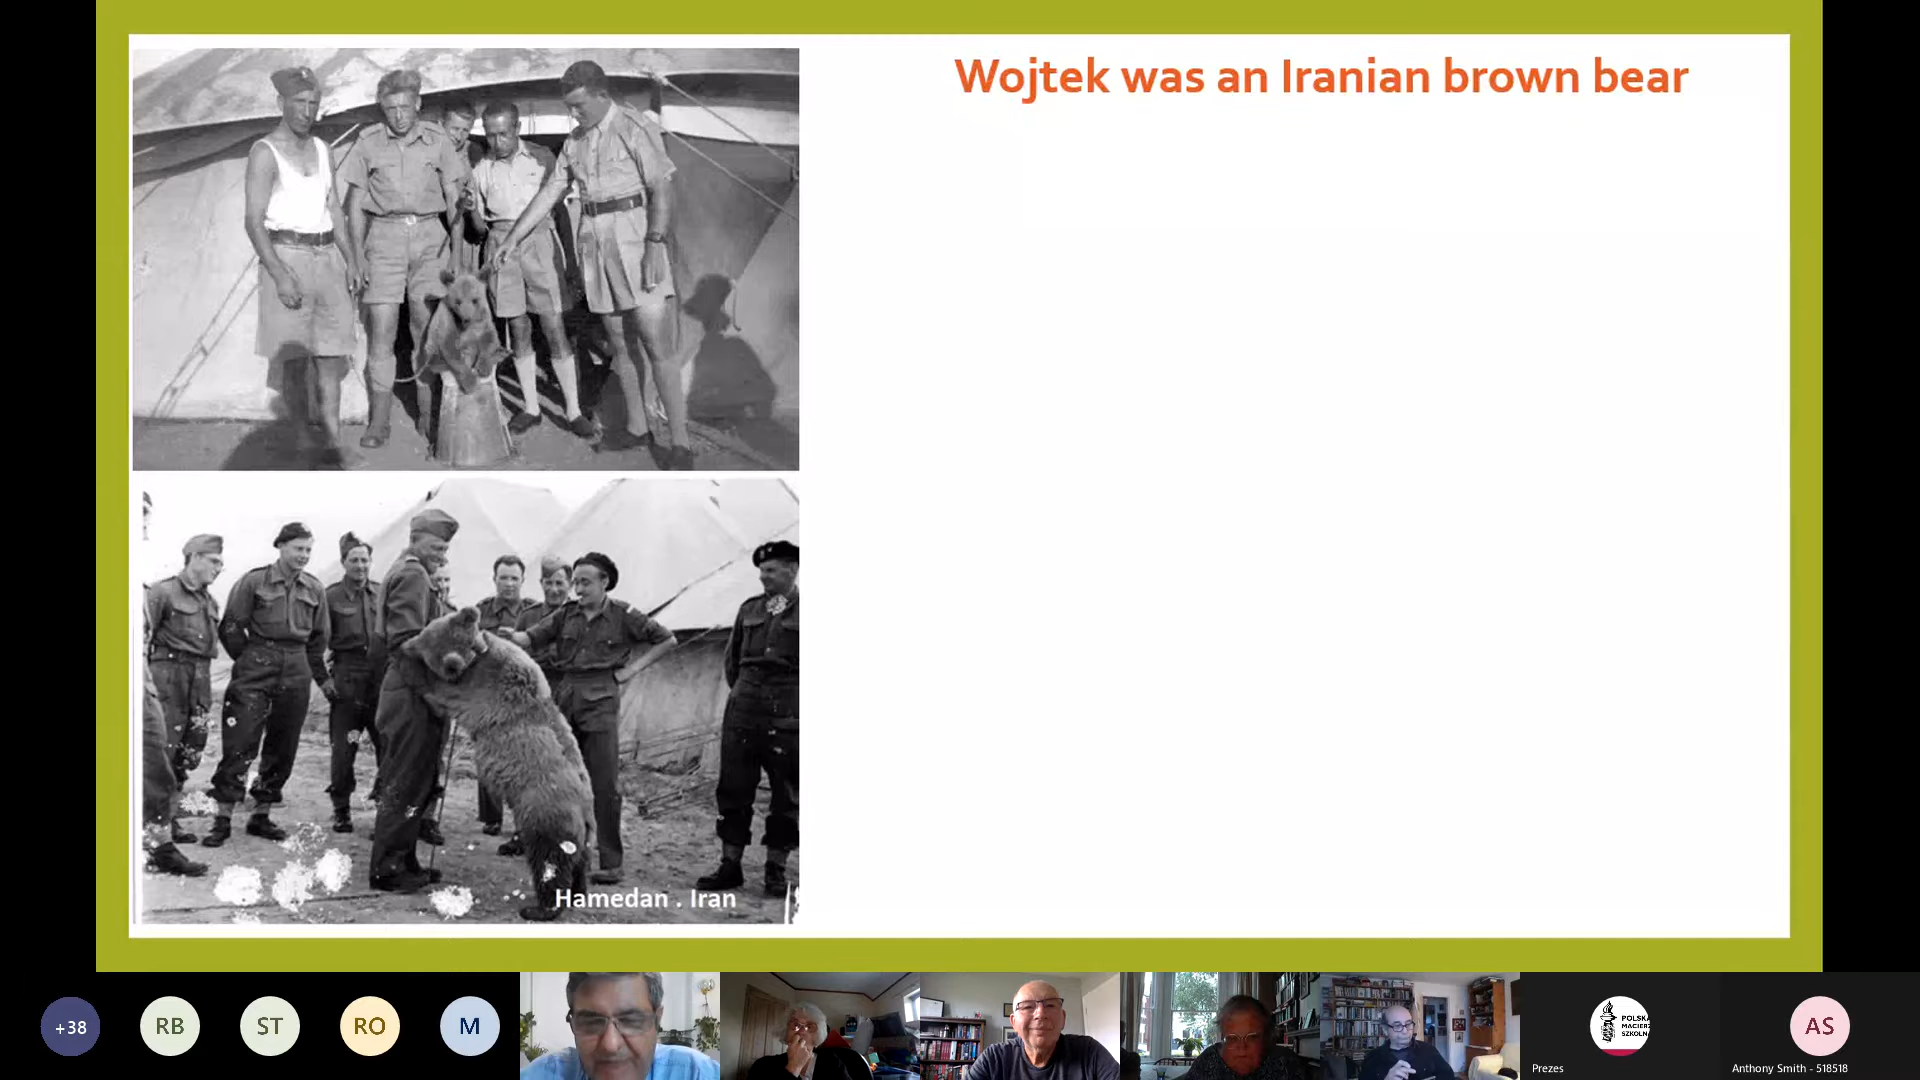 Wojtek was an Iranian brown bear
Hamedan . Iran
+38
RB
ST
RO
M
POLSKA
MACIERZ
SZKOLNA
Prezes
AS
Anthony Smith - 518518